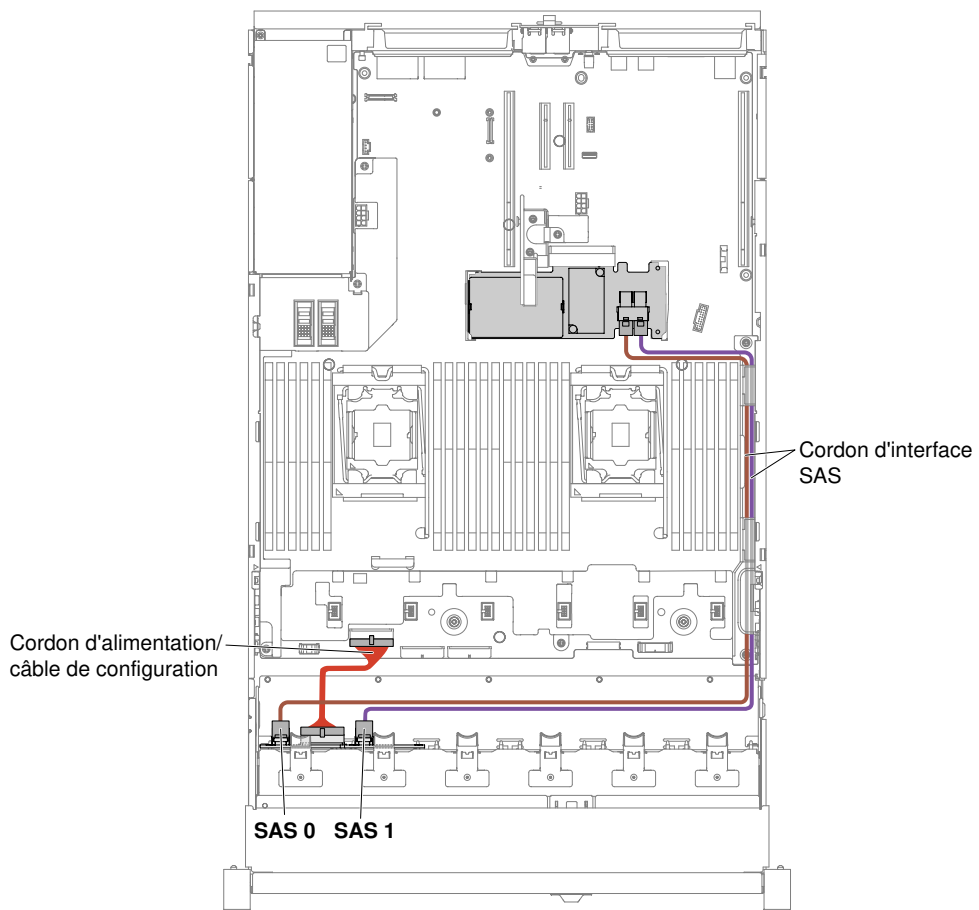 Cordon d'interface
SAS
Cordon d'alimentation/
câble de configuration
SAS 0 SAS 1